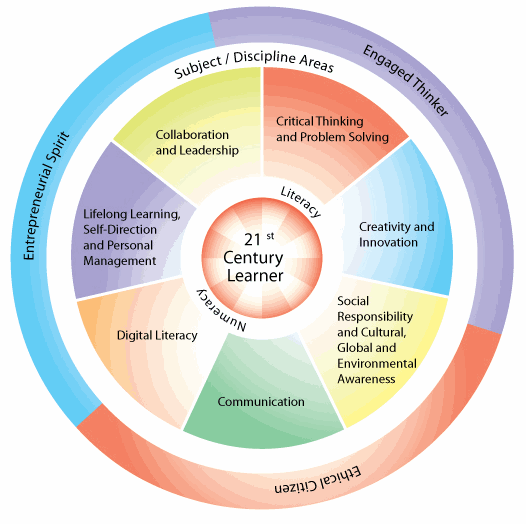 Engaged Thinker
Entrepreneurial Spirit
Ethical Citizen
Subject / Discipline Areas
Collaboration
and Leadership
Critical Thinking
and Problem Solving
Creativity and
Innovation
Social
Responsibility
and Cultural,
Global and
Environmental
Awareness
Communication
Digital Literacy
Lifelong Learning,
Self-Direction
and Personal
Management
Literacy
21 st
Century
Learner
Numeracy